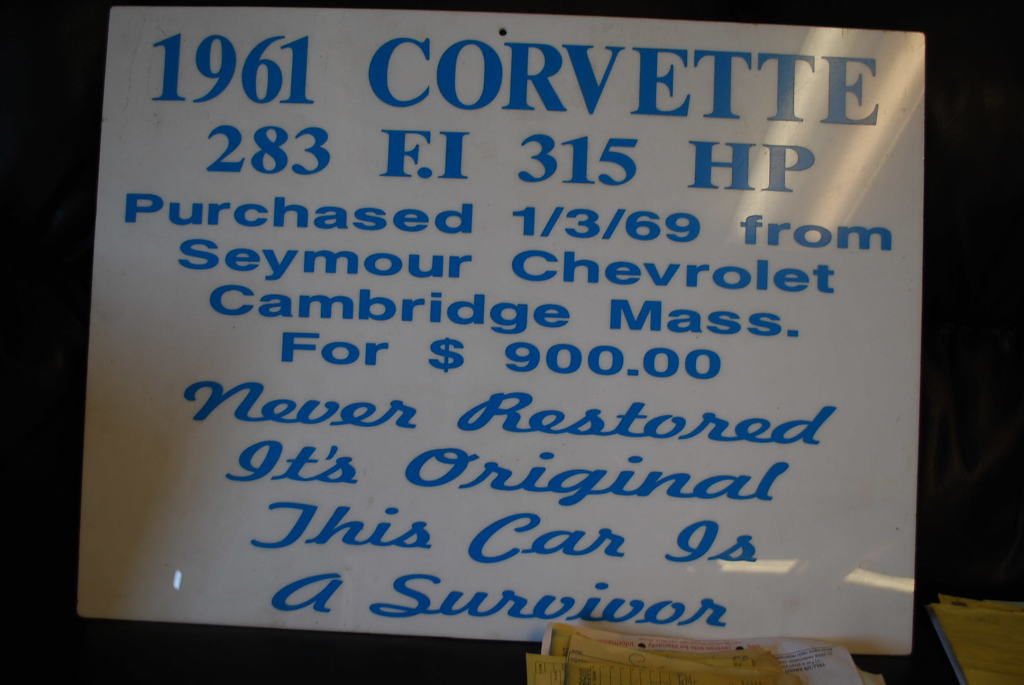 1961 CORVETTE
283 F.I 315 HP
Purchased 1/3/69 from
Seymour Chevrolet
Cambridge Mass.
For $ 900.00
Never Restored
It's Original
This Car Is
A Survivor